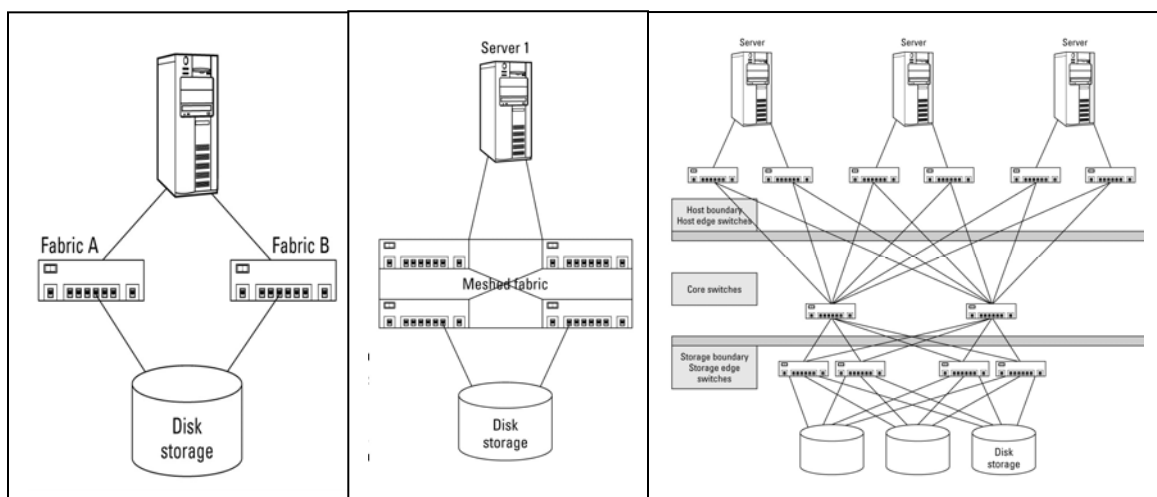 Fabric A
Fabric B
Disk
storage
Server 1
Meshed fabric
Disk
storage
Server
Server
Server
Host boundary
Host edge switches
Core switches
Storage boundary
Storage edge
switches
Disk
storage